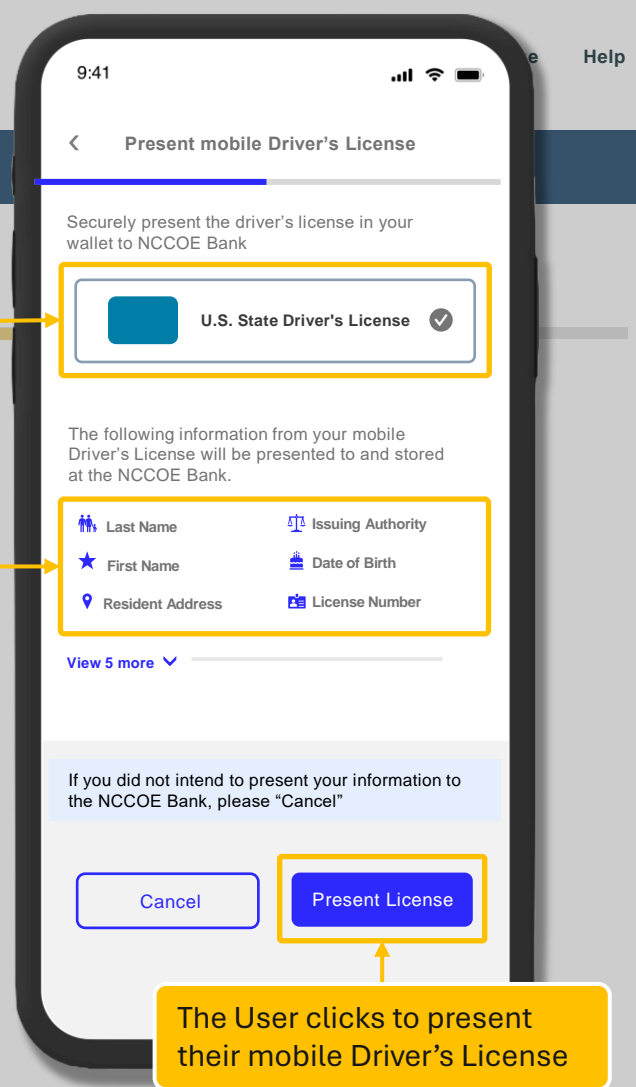 Help
9:41
Present mobile Driver’s License
Securely present the driver’s license in your
wallet to NCCOE Bank
U.S. State Driver's License
The following information from your mobile
Driver’s License will be presented to and stored
at the NCCOE Bank.
Last Name
Issuing Authority
First Name
Date of Birth
Resident Address
License Number
View 5 more
If you did not intend to present your information to
the NCCOE Bank, please “Cancel”
Cancel
Present License
The User clicks to present
their mobile Driver’s License